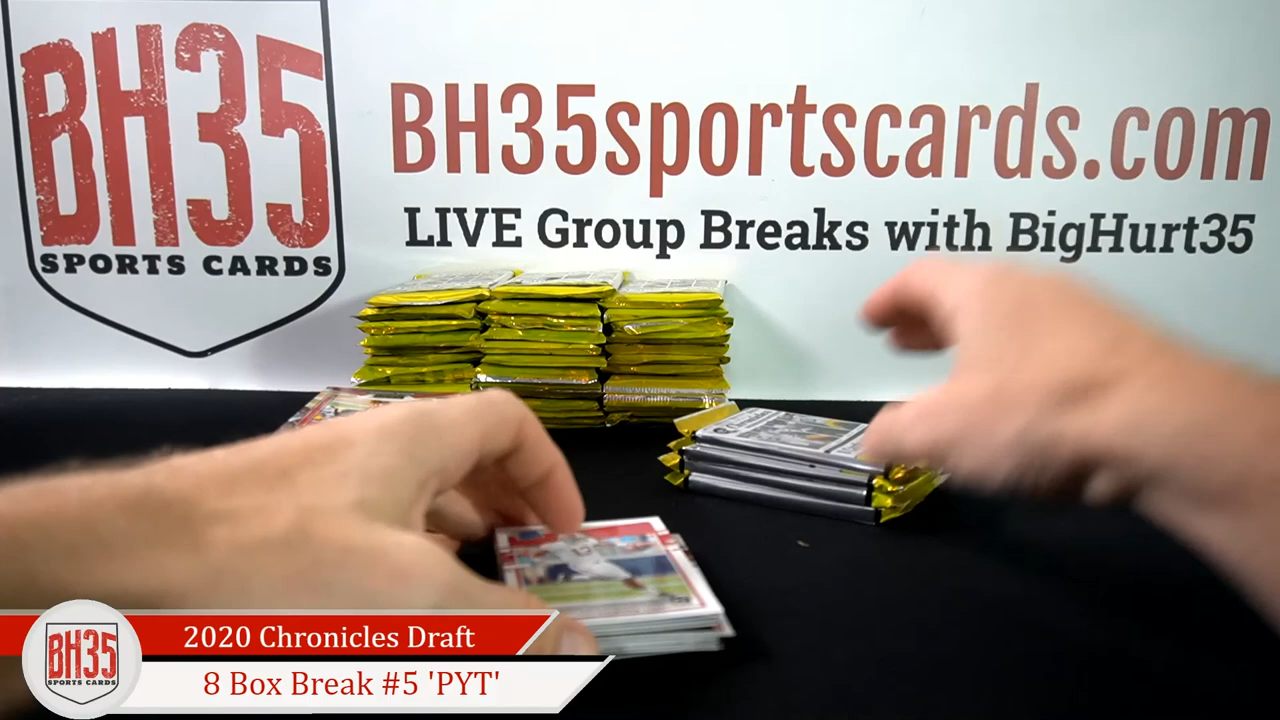 BH35
SPORTS CARDS
BH35sportscards.com
LIVE Group Breaks with BigHurt35
BH35
SPORTS CARDS
2020 Chronicles Draft
8 Box Break #5 'PYT'